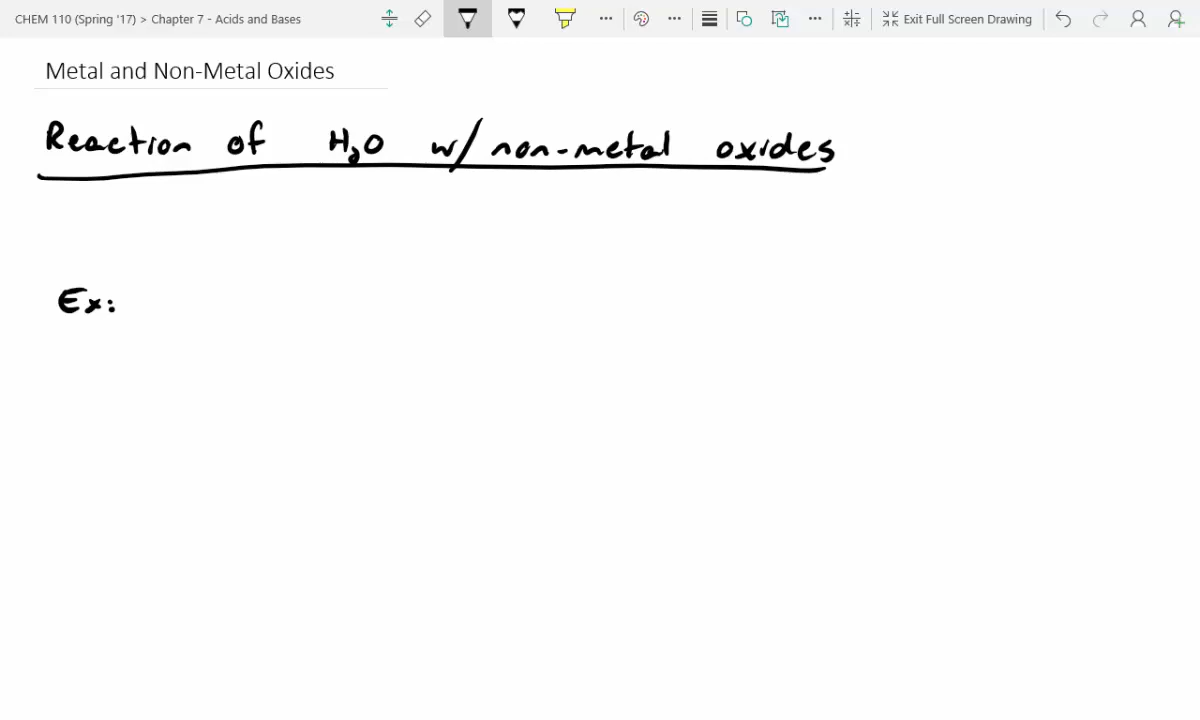 CHEM 110 (Spring '17) > Chapter 7 - Acids and Bases
Exit Full Screen Drawing
Metal and Non-Metal Oxides
Reaction of H₂O w/ non-metal oxides
Ex: